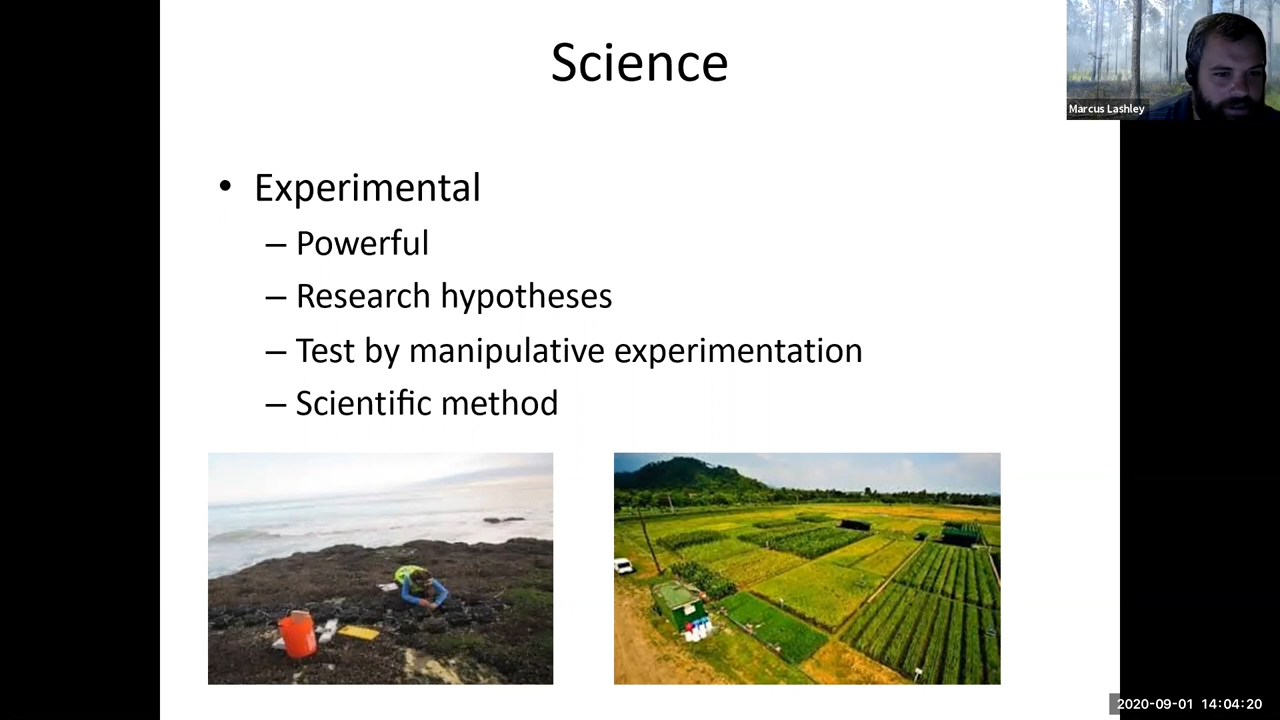 Science
Marcus Lashley
• Experimental
– Powerful
– Research hypotheses
– Test by manipulative experimentation
– Scientific method
2020-09-01 14:04:20